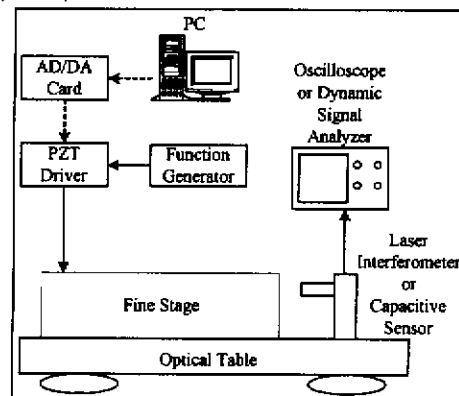 PC
AD/DA
Card
Oscilloscope
or Dynamic
Signal
Analyzer
PZT
Driver
Function
Generator
Laser
Interferometer
or
Capacitive
Sensor
Fine Stage
Optical Table